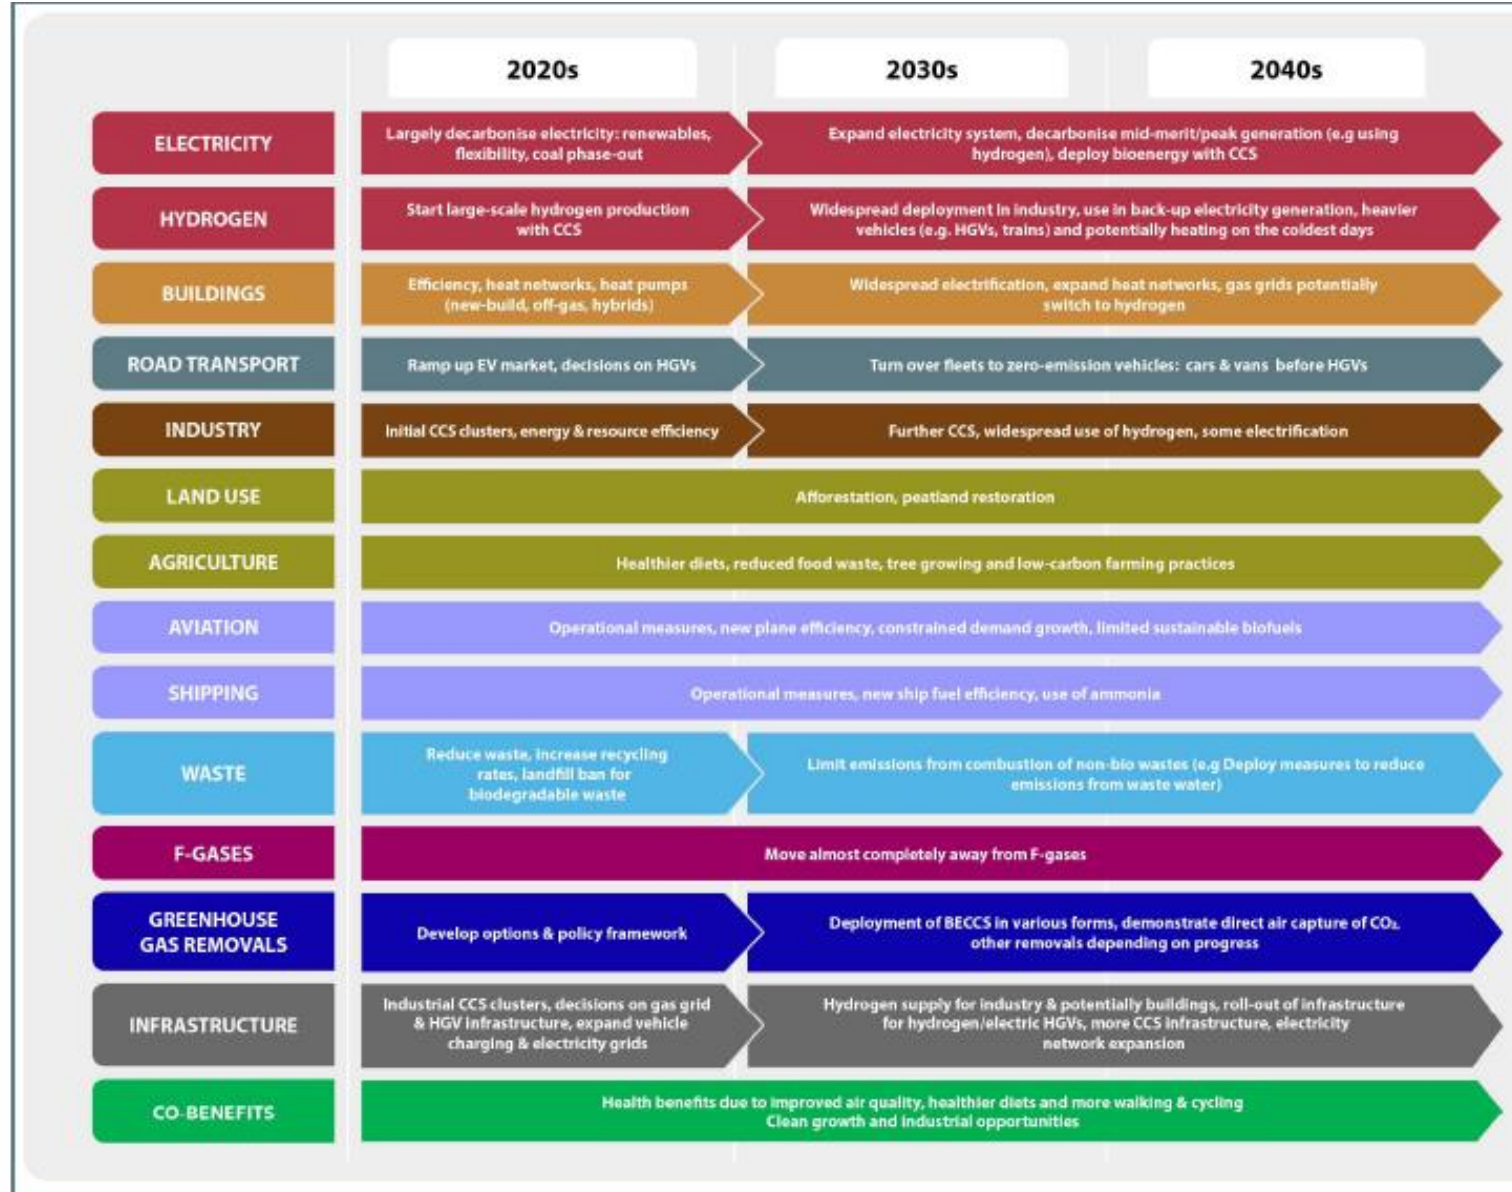 2020s
2030s
2040s
ELECTRICITY
Largely decarbonise electricity: renewables,
flexibility, coal phase-out
Expand electricity system, decarbonise mid-merit/peak generation (e.g using
hydrogen), deploy bioenergy with CCS
HYDROGEN
Start large-scale hydrogen production
with CCS
Widespread deployment in industry, use in back-up electricity generation, heavier
vehicles (e.g. HGVs, trains) and potentially heating on the coldest days
BUILDINGS
Efficiency, heat networks, heat pumps
(new-build, off-gas, hybrids)
Widespread electrification, expand heat networks, gas grids potentially
switch to hydrogen
ROAD TRANSPORT
Ramp up EV market, decisions on HGVs
Turn over fleets to zero-emission vehicles: cars & vans before HGVs
INDUSTRY
Initial CCS clusters, energy & resource efficiency
Further CCS, widespread use of hydrogen, some electrification
LAND USE
Afforestation, peatland restoration
AGRICULTURE
Healthier diets, reduced food waste, tree growing and low-carbon farming practices
AVIATION
Operational measures, new plane efficiency, constrained demand growth, limited sustainable biofuels
SHIPPING
Operational measures, new ship fuel efficiency, use of ammonia
WASTE
Reduce waste, increase recycling
rates, landfill ban for
biodegradable waste
Limit emissions from combustion of non-bio wastes (e.g Deploy measures to reduce
emissions from waste water)
F-GASES
Move almost completely away from F-gases
GREENHOUSE
GAS REMOVALS
Develop options & policy framework
Deployment of BECCS in various forms, demonstrate direct air capture of CO₂,
other removals depending on progress
INFRASTRUCTURE
Industrial CCS clusters, decisions on gas grid
& HGV infrastructure, expand vehicle
charging & electricity grids
Hydrogen supply for industry & potentially buildings, roll-out of infrastructure
for hydrogen/electric HGVs, more CCS infrastructure, electricity
network expansion
CO-BENEFITS
Health benefits due to improved air quality, healthier diets and more walking & cycling
Clean growth and industrial opportunities